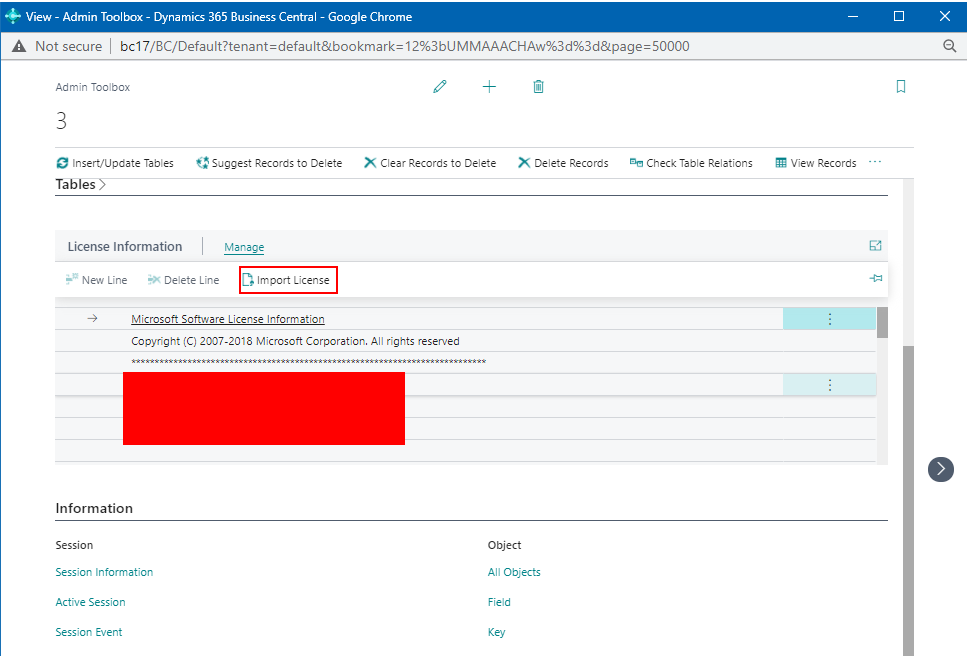 View - Admin Toolbox - Dynamics 365 Business Central - Google Chrome
Not secure | bc17/BC/Default?tenant=default&bookmark=12%3bUMMAAACHAw%3d%3d&page=50000
Admin Toolbox
3
Insert/Update Tables Suggest Records to Delete Clear Records to Delete Delete Records Check Table Relations View Records ...
Tables >
License Information | Manage
New Line Delete Line Import License
Microsoft Software License Information
Copyright (C) 2007-2018 Microsoft Corporation. All rights reserved
*******************************************************************************
Information
Session Object
Session Information All Objects
Active Session Field
Session Event Key